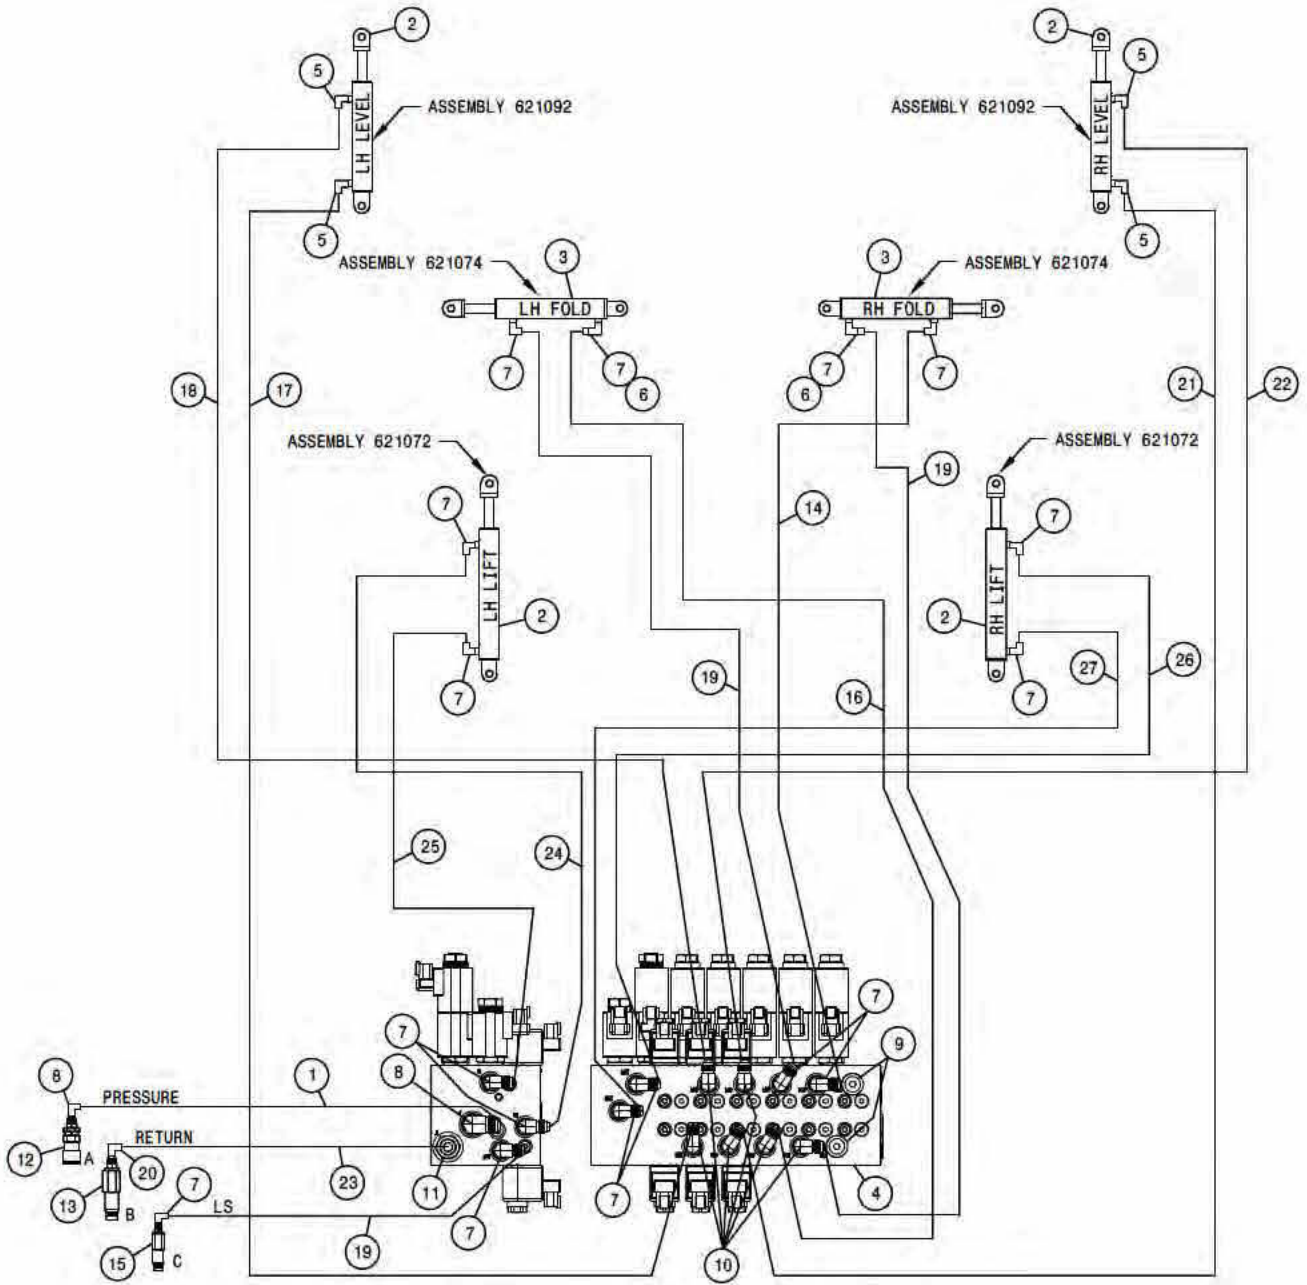 2
2
5
5
ASSEMBLY 621092
ASSEMBLY 621092
LH LEVEL
RH LEVEL
5
5
ASSEMBLY 621074
3
3
ASSEMBLY 621074
LH FOLD
RH FOLD
7
7
6
7
6
7
18
17
21
22
ASSEMBLY 621072
ASSEMBLY 621072
19
7
14
7
LH LIFT
RH LIFT
2
2
7
19
16
7
27
26
25
24
7
7
8
9
8
PRESSURE
1
12
A
RETURN
20
23
11
13
B
7
LS
7
7
4
15
C
19
10